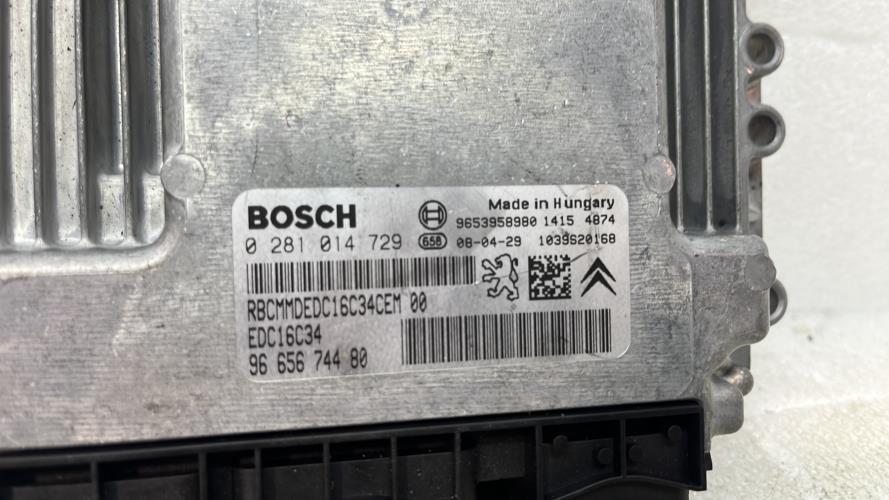 BOSCH
Made in Hungary
9653958980 1415 4874
0 281 014 729 658 08-04-29 1039S20168
RBCMMDEDC16C34CEM 00
EDC16C34
96 656 744 80